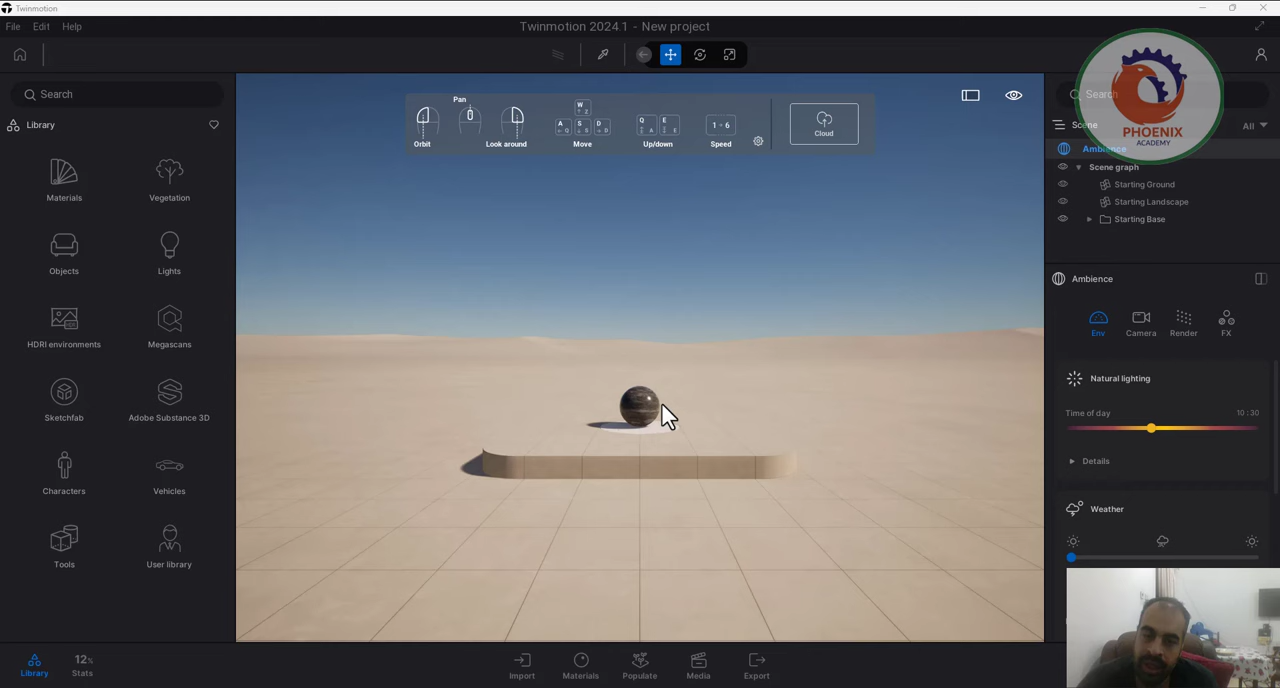 Twinmotion
File Edit Help
Twinmotion 2024 1 - New project
Search
Library
Materials
Vegetation
Objects
Lights
HDRI environments
Megascans
Sketchfab
Adobe Substance 3D
Characters
Vehicles
Tools
User library
Library
12%
Stats
Pan
Orbit
Look around
W
A S D
Move
Q E
Up/down
1 → 6
Speed
Cloud
Import
Materials
Populate
Media
Export
Search
PHOENIX
ACADEMY
Scene
All
Ambience
Scene graph
Starting Ground
Starting Landscape
Starting Base
Ambience
Env
Camera
Render
FX
Natural lighting
Time of day 10:30
Details
Weather